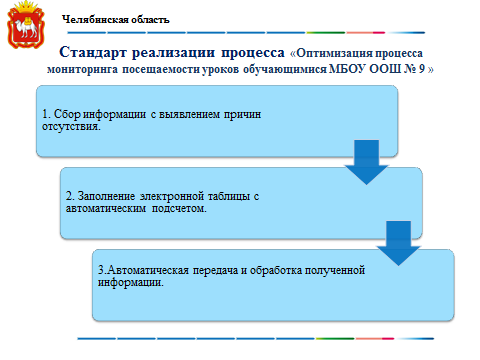 Челябинская область
Стандарт реализации процесса «Оптимизация процесса
мониторинга посещаемости уроков обучающимися МБОУ ООШ № 9 »
1. Сбор информации с выявлением причин
отсутствия.
2. Заполнение электронной таблицы с
автоматическим подсчетом.
3.Автоматическая передача и обработка полученной
информации.